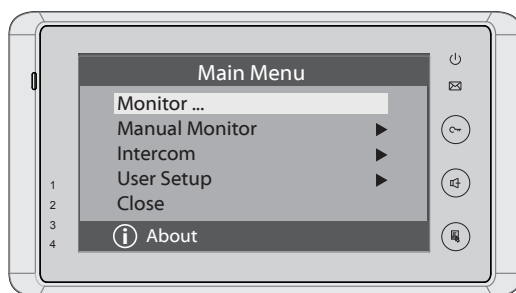 Main Menu
Monitor ...
Manual Monitor
Intercom
User Setup
Close
i About
1
2
3
4